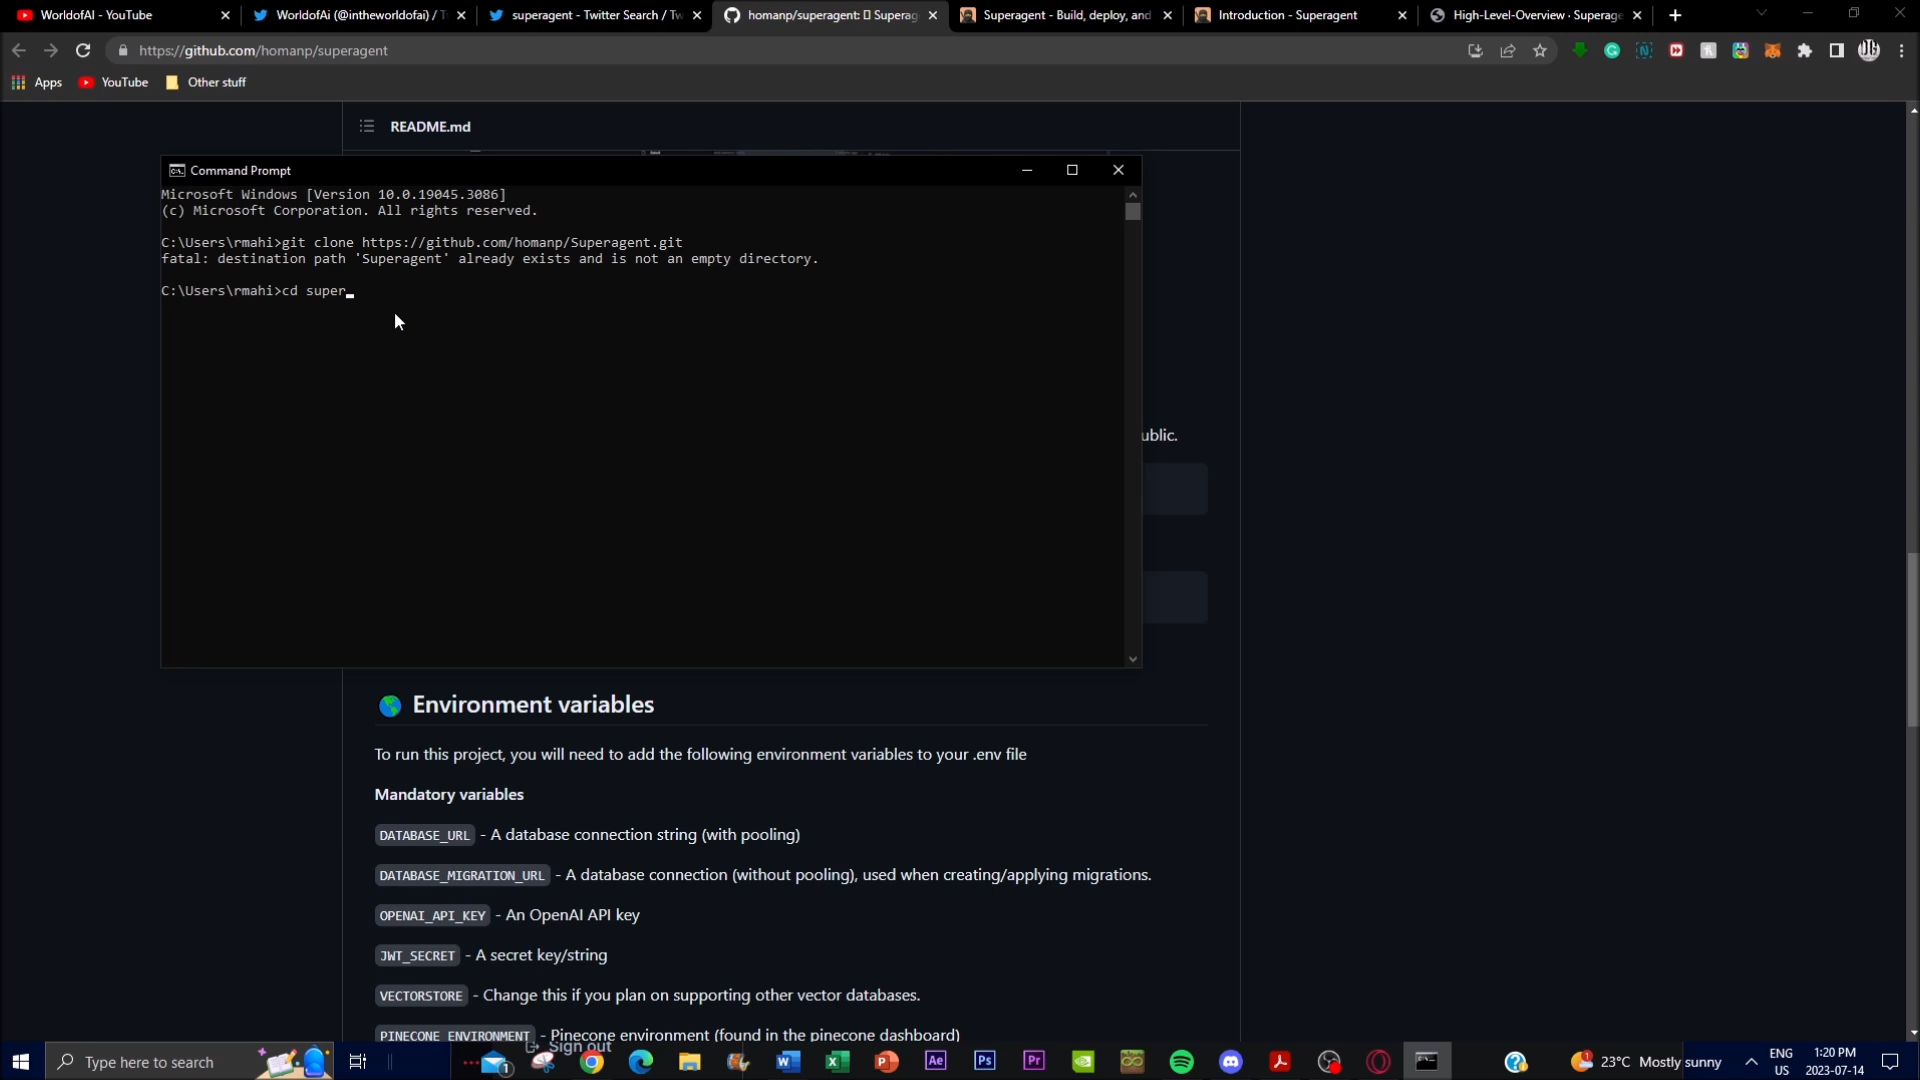 WorldofAI - YouTube
WorldofAi (@intheworldofai) / T
superagent - Twitter Search / Tw
homanp/superagent: Superag
Superagent - Build, deploy, and
Introduction - Superagent
High-Level-Overview · Superage
https://github.com/homanp/superagent
Apps
YouTube
Other stuff
README.md
Command Prompt
Microsoft Windows [Version 10.0.19045.3086]
(c) Microsoft Corporation. All rights reserved.
C:\Users\rmahi>git clone https://github.com/homanp/Superagent.git
fatal: destination path 'Superagent' already exists and is not an empty directory.
C:\Users\rmahi>cd super_
ublic.
Environment variables
To run this project, you will need to add the following environment variables to your .env file
Mandatory variables
DATABASE_URL - A database connection string (with pooling)
DATABASE_MIGRATION_URL - A database connection (without pooling), used when creating/applying migrations.
OPENAI_API_KEY - An OpenAI API key
JWT_SECRET - A secret key/string
VECTORSTORE - Change this if you plan on supporting other vector databases.
PINECONE_ENVIRONMENT - Pinecone environment (found in the pinecone dashboard)
Sign out
Type here to search
1
Ae
Ps
Pr
23°C Mostly sunny
ENG
US
1:20 PM
2023-07-14